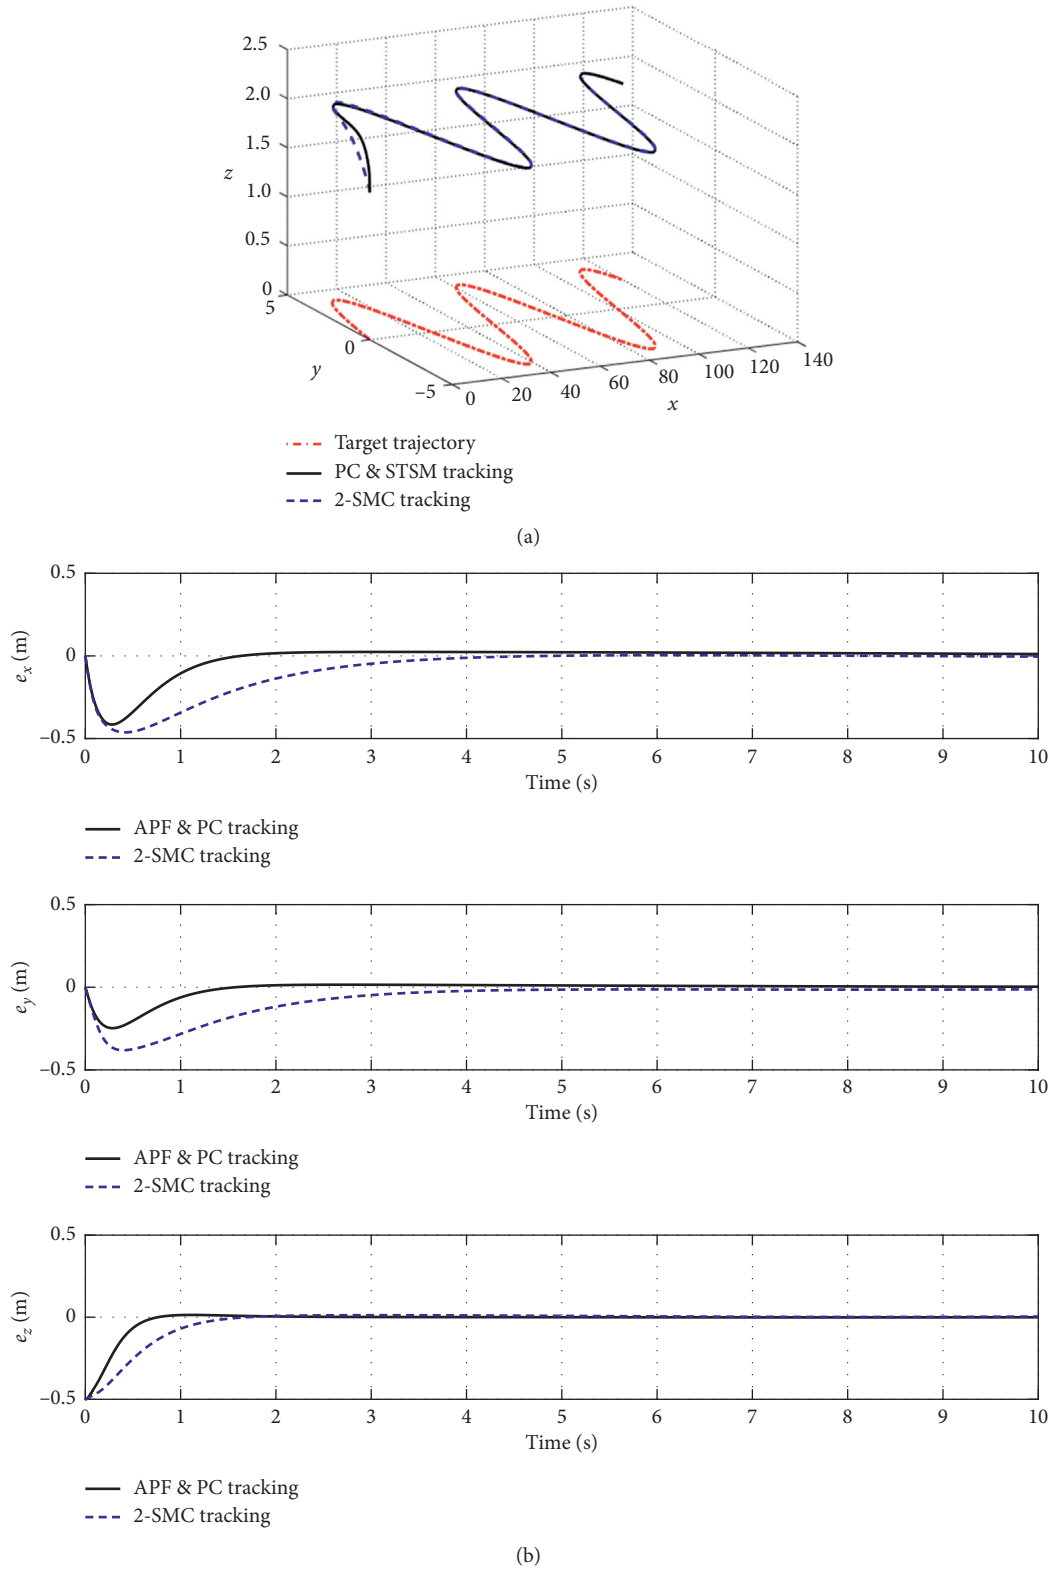 2.5
2.0
1.5
z
1.0
0.5
0
5
0
y
−5
0
20
40
60
80
100
120
140
x
Target trajectory
PC & STSM tracking
2-SMC tracking
(a)
0.5
0
−0.5
e_x (m)
0 1 2 3 4 5 6 7 8 9 10
Time (s)
APF & PC tracking
2-SMC tracking
0.5
0
−0.5
e_y (m)
0 1 2 3 4 5 6 7 8 9 10
Time (s)
APF & PC tracking
2-SMC tracking
0.5
0
−0.5
e_z (m)
0 1 2 3 4 5 6 7 8 9 10
Time (s)
APF & PC tracking
2-SMC tracking
(b)